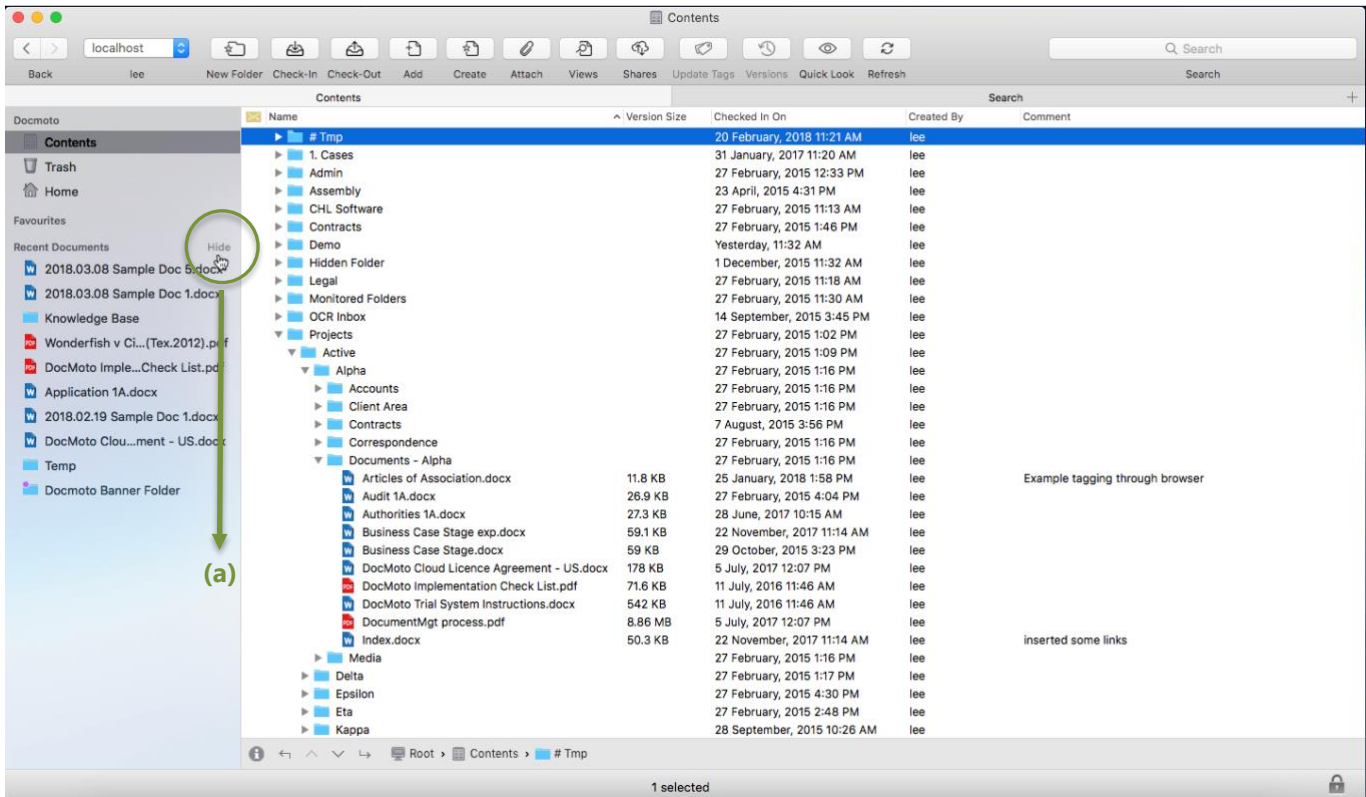 Contents
localhost
Back lee New Folder Check-In Check-Out Add Create Attach Views Shares Update Tags Versions Quick Look Refresh Search
Search
Contents Search
Docmoto
Contents
Trash
Home
Favourites
Recent Documents Hide
2018.03.08 Sample Doc 5.docx
2018.03.08 Sample Doc 1.docx
Knowledge Base
Wonderfish v Ci...(Tex.2012).pdf
DocMoto Imple...Check List.pdf
Application 1A.docx
2018.02.19 Sample Doc 1.docx
DocMoto Clou...ment - US.docx
Temp
Docmoto Banner Folder
(a)
Name Version Size Checked In On Created By Comment
# Tmp 20 February, 2018 11:21 AM lee
1. Cases 31 January, 2017 11:20 AM lee
Admin 27 February, 2015 12:33 PM lee
Assembly 23 April, 2015 4:31 PM lee
CHL Software 27 February, 2015 11:13 AM lee
Contracts 27 February, 2015 1:46 PM lee
Demo Yesterday, 11:32 AM lee
Hidden Folder 1 December, 2015 11:32 AM lee
Legal 27 February, 2015 11:18 AM lee
Monitored Folders 27 February, 2015 11:30 AM lee
OCR Inbox 14 September, 2015 3:45 PM lee
Projects 27 February, 2015 1:02 PM lee
Active 27 February, 2015 1:09 PM lee
Alpha 27 February, 2015 1:16 PM lee
Accounts 27 February, 2015 1:16 PM lee
Client Area 27 February, 2015 1:16 PM lee
Contracts 7 August, 2015 3:56 PM lee
Correspondence 27 February, 2015 1:16 PM lee
Documents - Alpha 27 February, 2015 1:16 PM lee
Articles of Association.docx 11.8 KB 25 January, 2018 1:58 PM lee Example tagging through browser
Audit 1A.docx 26.9 KB 27 February, 2015 4:04 PM lee
Authorities 1A.docx 27.3 KB 28 June, 2017 10:15 AM lee
Business Case Stage exp.docx 59.1 KB 22 November, 2017 11:14 AM lee
Business Case Stage.docx 59 KB 29 October, 2015 3:23 PM lee
DocMoto Cloud Licence Agreement - US.docx 178 KB 5 July, 2017 12:07 PM lee
DocMoto Implementation Check List.pdf 71.6 KB 11 July, 2016 11:46 AM lee
DocMoto Trial System Instructions.docx 542 KB 11 July, 2016 11:46 AM lee
DocumentMgt process.pdf 8.86 MB 5 July, 2017 12:07 PM lee
Index.docx 50.3 KB 22 November, 2017 11:14 AM lee inserted some links
Media 27 February, 2015 1:16 PM lee
Delta 27 February, 2015 1:17 PM lee
Epsilon 27 February, 2015 4:30 PM lee
Eta 27 February, 2015 2:48 PM lee
Kappa 28 September, 2015 10:26 AM lee
Root › Contents › # Tmp
1 selected